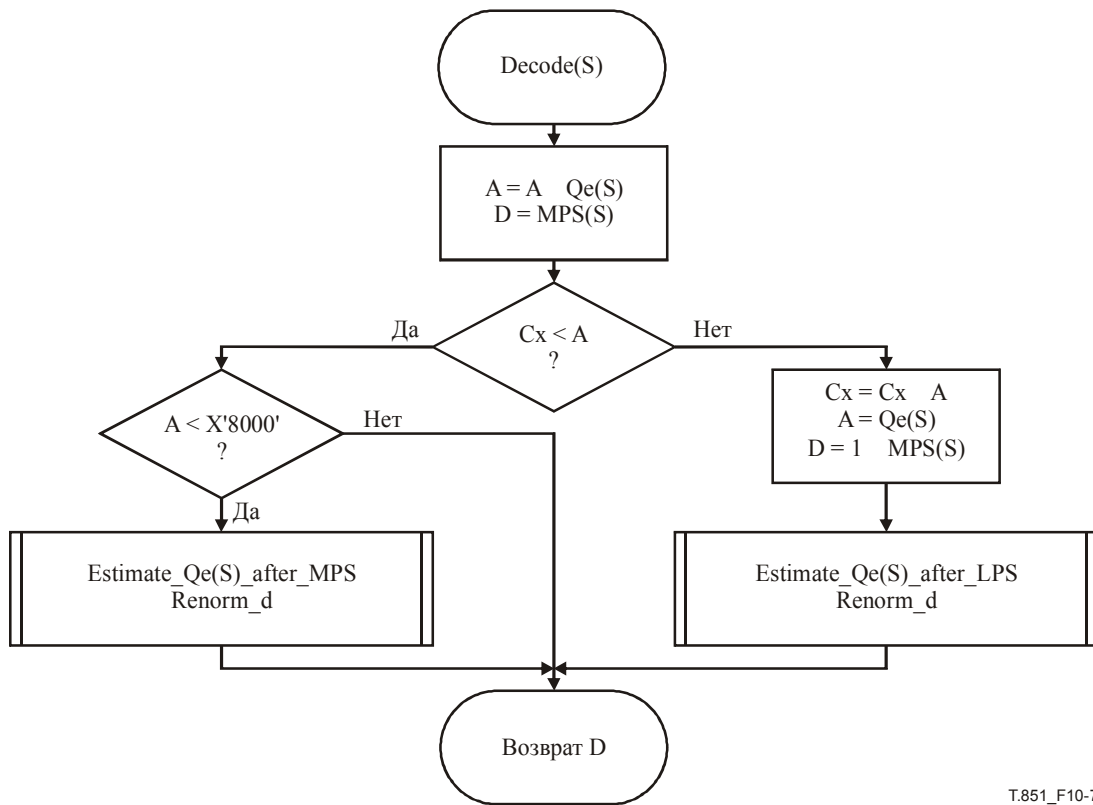 Decode(S)
A = A Qe(S)
D = MPS(S)
Cx < A
?
Да
Нет
A < X'8000'
?
Нет
Да
Cx = Cx A
A = Qe(S)
D = 1 MPS(S)
Estimate_Qe(S)_after_MPS
Renorm_d
Estimate_Qe(S)_after_LPS
Renorm_d
Возврат D
T.851_F10-7